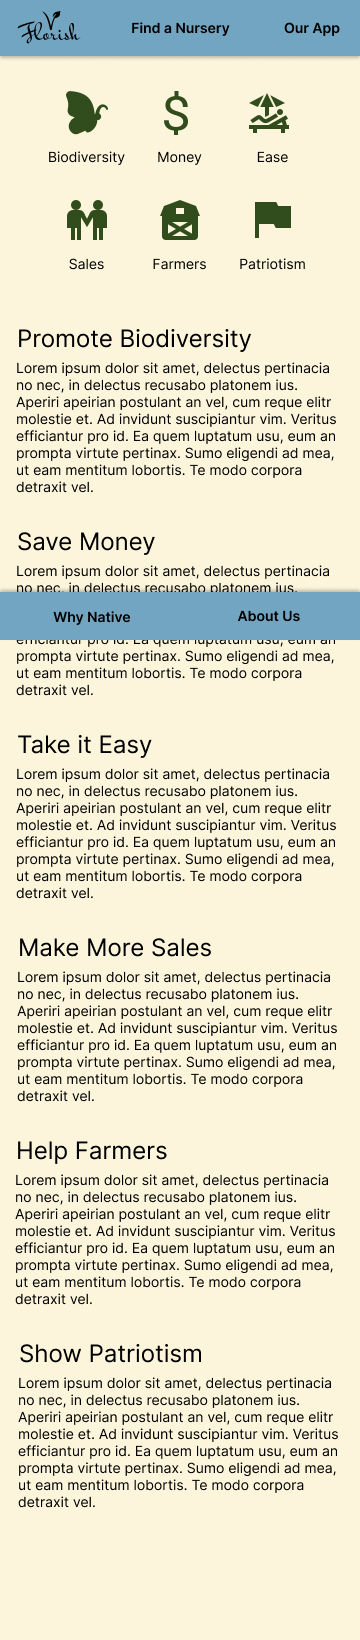 Florish
Find a Nursery
Our App
Biodiversity
Money
Ease
Sales
Farmers
Patriotism
Promote Biodiversity
Lorem ipsum dolor sit amet, delectus pertinacia
no nec, in delectus recusabo platonem ius.
Aperiri apeirian postulant an vel, cum reque elitr
molestie et. Ad invidunt suscipiantur vim. Veritus
efficiantur pro id. Ea quem luptatum usu, eum an
prompta virtute pertinax. Sumo eligendi ad mea,
ut eam mentitum lobortis. Te modo corpora
detraxit vel.
Save Money
Lorem ipsum dolor sit amet, delectus pertinacia
no nec, in delectus recusabo platonem ius.
Why Native
About Us
efficiantur pro id. Ea quem luptatum usu, eum an
prompta virtute pertinax. Sumo eligendi ad mea,
ut eam mentitum lobortis. Te modo corpora
detraxit vel.
Take it Easy
Lorem ipsum dolor sit amet, delectus pertinacia
no nec, in delectus recusabo platonem ius.
Aperiri apeirian postulant an vel, cum reque elitr
molestie et. Ad invidunt suscipiantur vim. Veritus
efficiantur pro id. Ea quem luptatum usu, eum an
prompta virtute pertinax. Sumo eligendi ad mea,
ut eam mentitum lobortis. Te modo corpora
detraxit vel.
Make More Sales
Lorem ipsum dolor sit amet, delectus pertinacia
no nec, in delectus recusabo platonem ius.
Aperiri apeirian postulant an vel, cum reque elitr
molestie et. Ad invidunt suscipiantur vim. Veritus
efficiantur pro id. Ea quem luptatum usu, eum an
prompta virtute pertinax. Sumo eligendi ad mea,
ut eam mentitum lobortis. Te modo corpora
detraxit vel.
Help Farmers
Lorem ipsum dolor sit amet, delectus pertinacia
no nec, in delectus recusabo platonem ius.
Aperiri apeirian postulant an vel, cum reque elitr
molestie et. Ad invidunt suscipiantur vim. Veritus
efficiantur pro id. Ea quem luptatum usu, eum an
prompta virtute pertinax. Sumo eligendi ad mea,
ut eam mentitum lobortis. Te modo corpora
detraxit vel.
Show Patriotism
Lorem ipsum dolor sit amet, delectus pertinacia
no nec, in delectus recusabo platonem ius.
Aperiri apeirian postulant an vel, cum reque elitr
molestie et. Ad invidunt suscipiantur vim. Veritus
efficiantur pro id. Ea quem luptatum usu, eum an
prompta virtute pertinax. Sumo eligendi ad mea,
ut eam mentitum lobortis. Te modo corpora
detraxit vel.